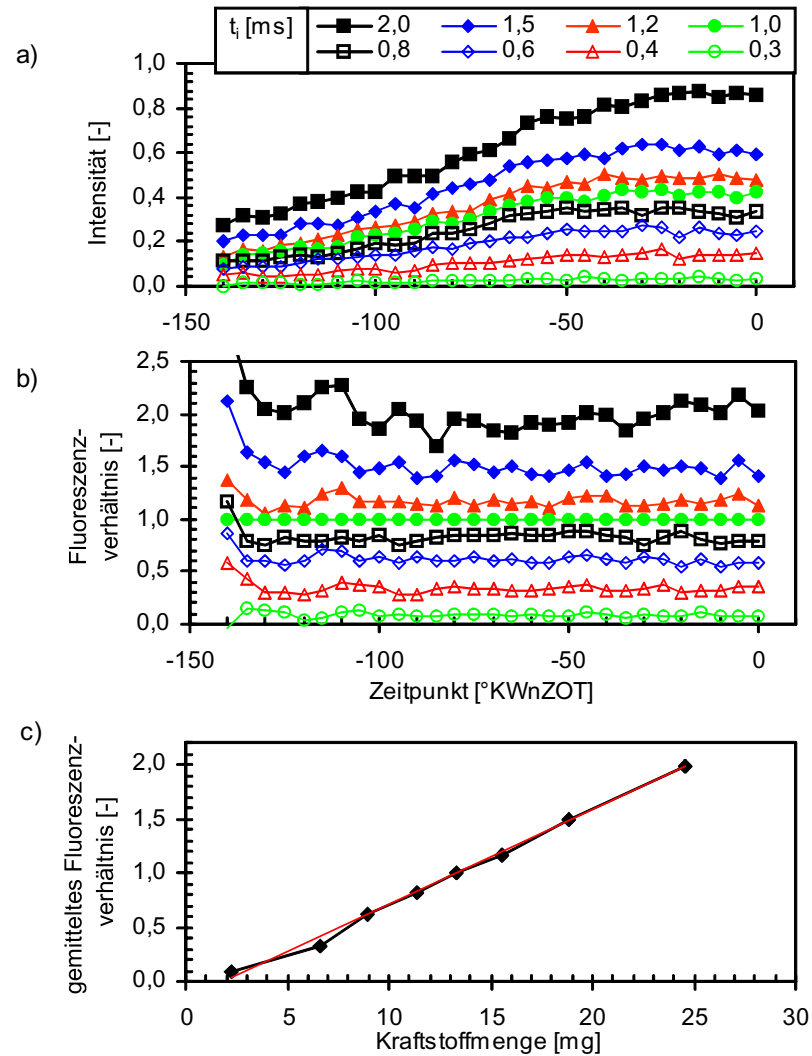 t_i [ms] 2,0 1,5 1,2 1,0
0,8 0,6 0,4 0,3
a)
1,0
0,8
0,6
0,4
0,2
0,0
Intensität [-]
-150 -100 -50 0
b)
2,5
2,0
1,5
1,0
0,5
0,0
Fluoreszenz-
verhältnis [-]
-150 -100 -50 0
Zeitpunkt [°KWnZOT]
c)
2,0
1,5
1,0
0,5
0,0
gemitteltes Fluoreszenz-
verhältnis [-]
0 5 10 15 20 25 30
Kraftstoffmenge [mg]